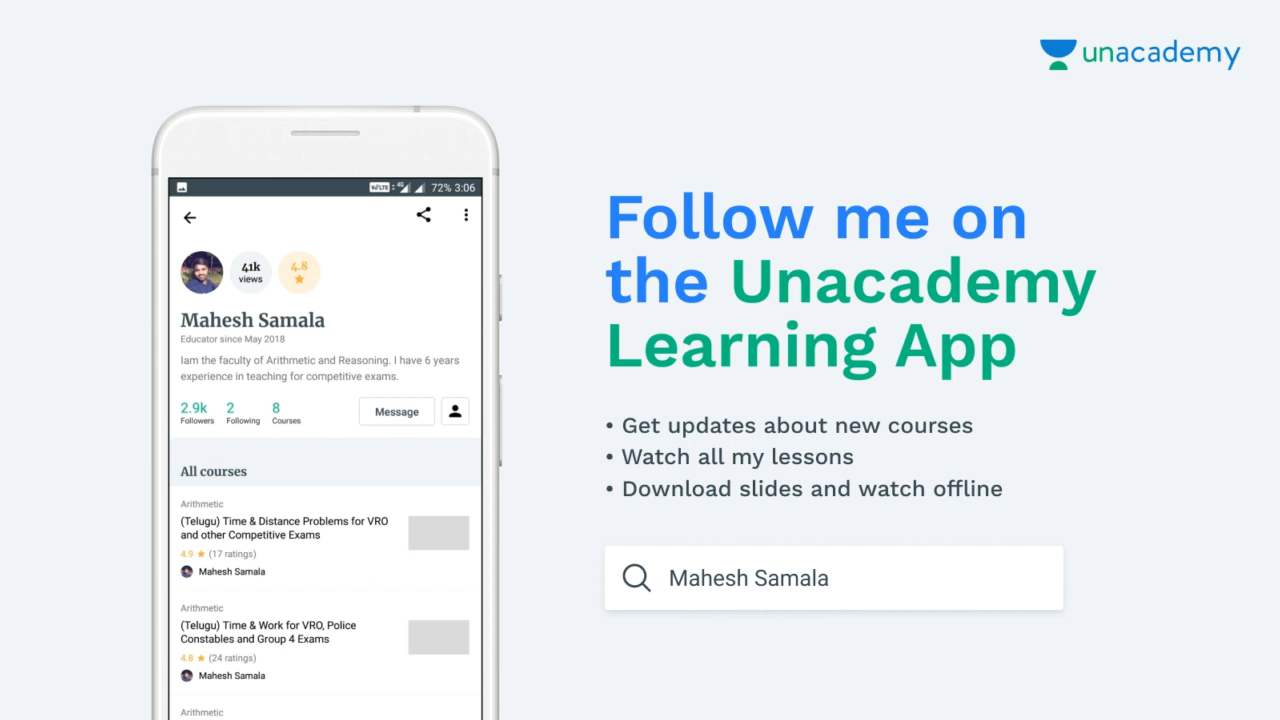 unacademy
VoLTE 4G 72% 3:06
41k
views
4.8
Mahesh Samala
Educator since May 2018
Iam the faculty of Arithmetic and Reasoning. I have 6 years
experience in teaching for competitive exams.
2.9k 2 8
Followers Following Courses
Message
All courses
Arithmetic
(Telugu) Time & Distance Problems for VRO
and other Competitive Exams
4.9 ★ (17 ratings)
Mahesh Samala
Arithmetic
(Telugu) Time & Work for VRO, Police
Constables and Group 4 Exams
4.8 ★ (24 ratings)
Mahesh Samala
Arithmetic
Follow me on
the Unacademy
Learning App
• Get updates about new courses
• Watch all my lessons
• Download slides and watch offline
Mahesh Samala